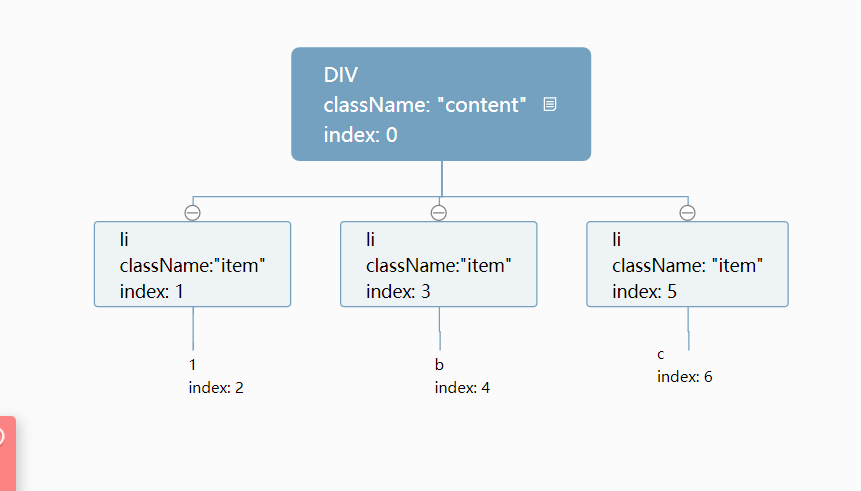 DIV
className: "content"
index: 0
li
className:"item"
index: 1
li
className:"item"
index: 3
li
className: "item"
index: 5
1
index: 2
b
index: 4
c
index: 6